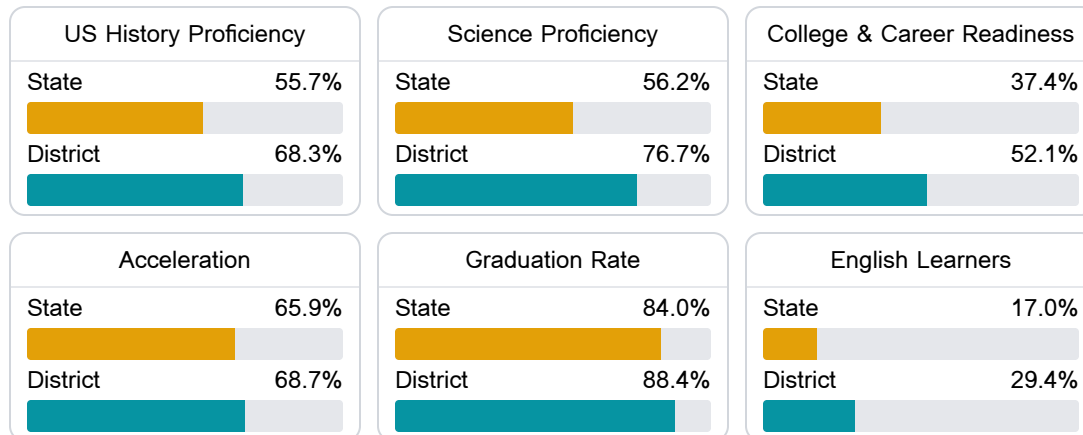 US History Proficiency
State 55.7%
District 68.3%
Science Proficiency
State 56.2%
District 76.7%
College & Career Readiness
State 37.4%
District 52.1%
Acceleration
State 65.9%
District 68.7%
Graduation Rate
State 84.0%
District 88.4%
English Learners
State 17.0%
District 29.4%